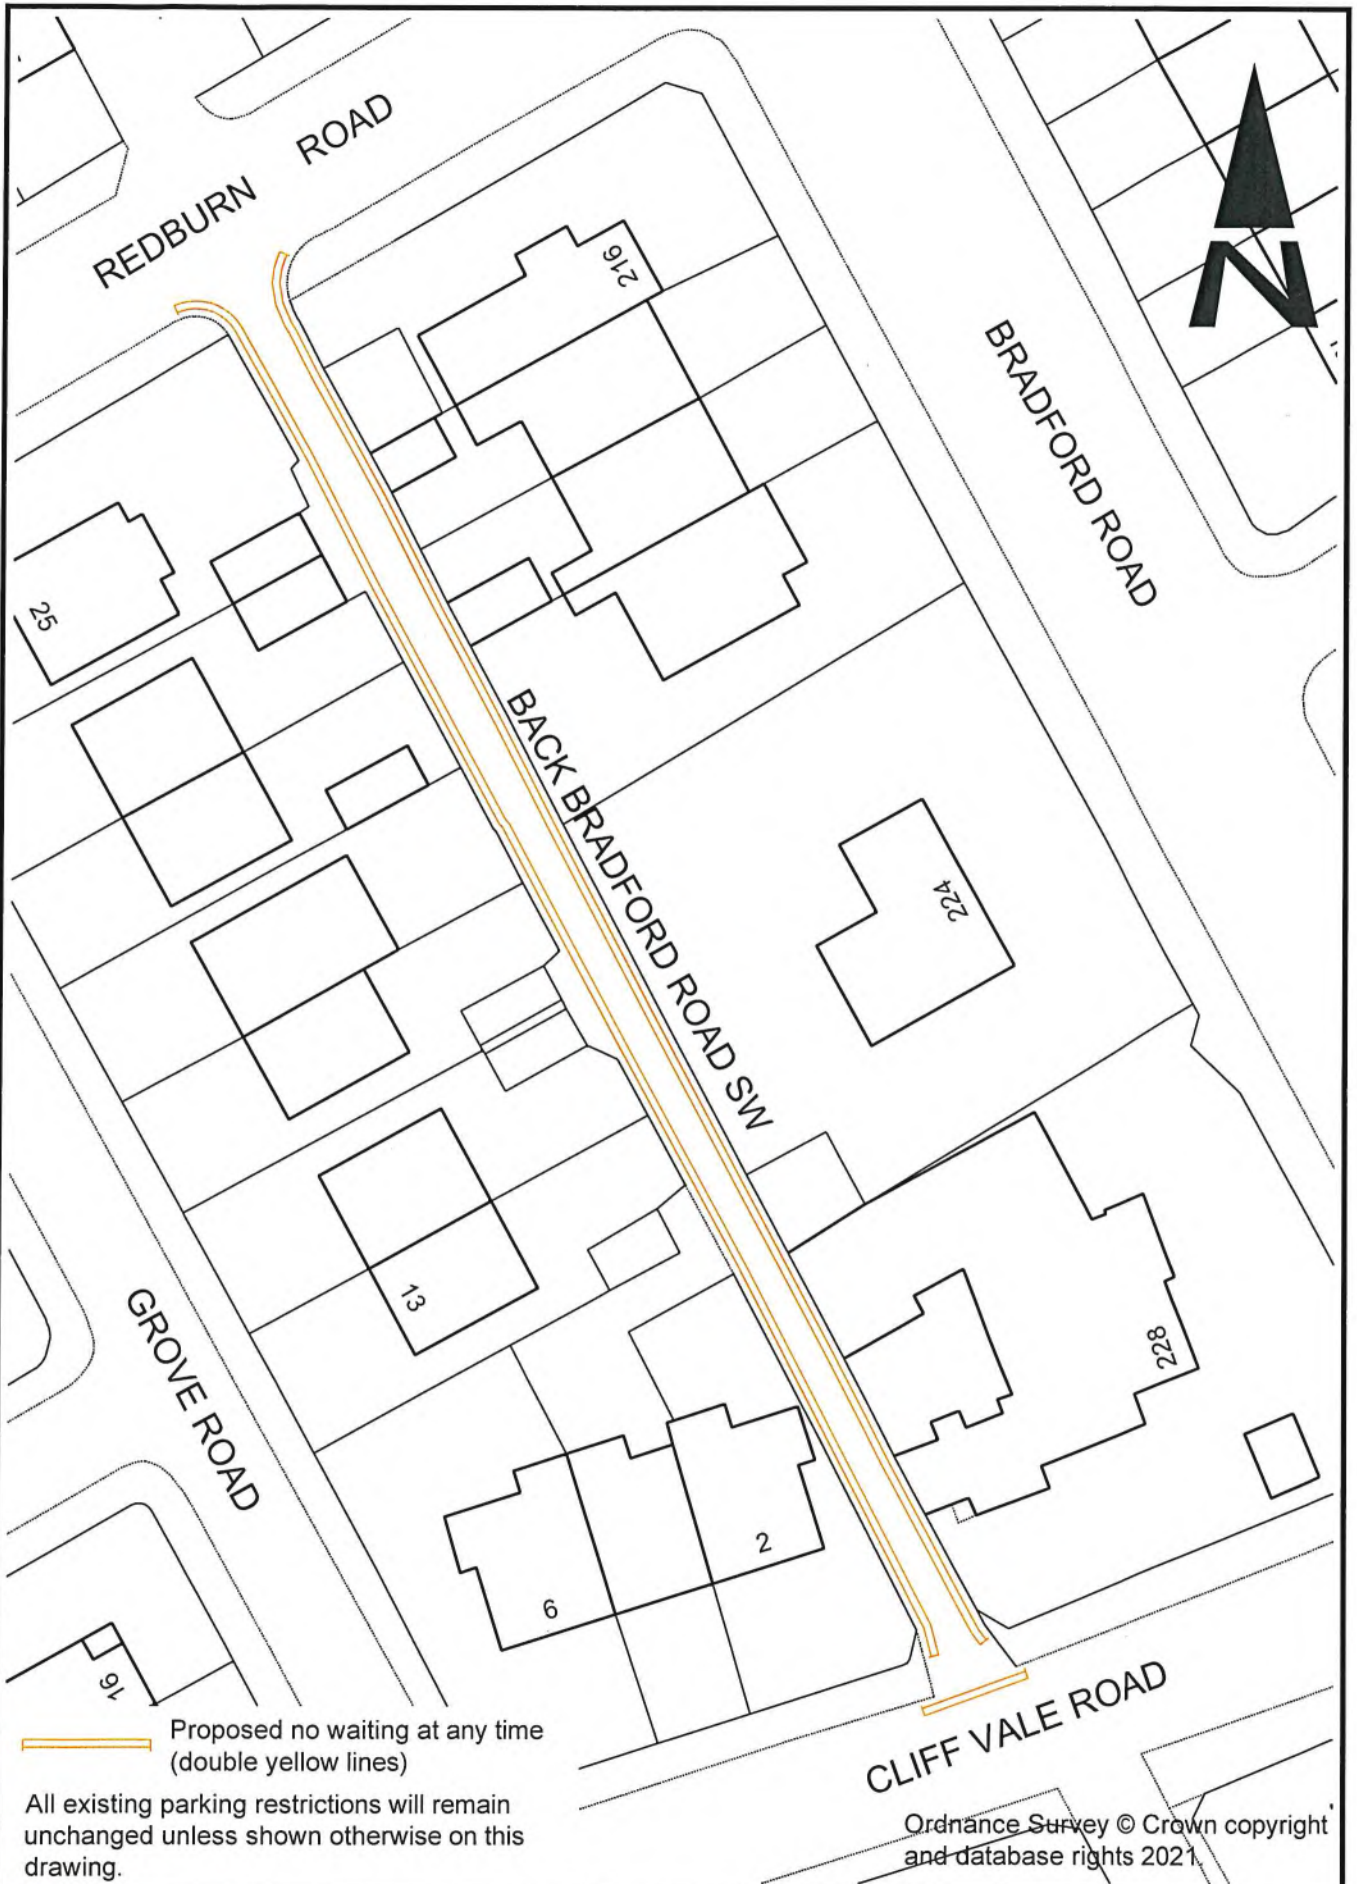 REDBURN ROAD
N
216
BRADFORD ROAD
25
BACK BRADFORD ROAD SW
224
13
GROVE ROAD
228
2
6
16
CLIFF VALE ROAD
Proposed no waiting at any time
(double yellow lines)
All existing parking restrictions will remain
unchanged unless shown otherwise on this
drawing.
Ordnance Survey © Crown copyright
and database rights 2021.